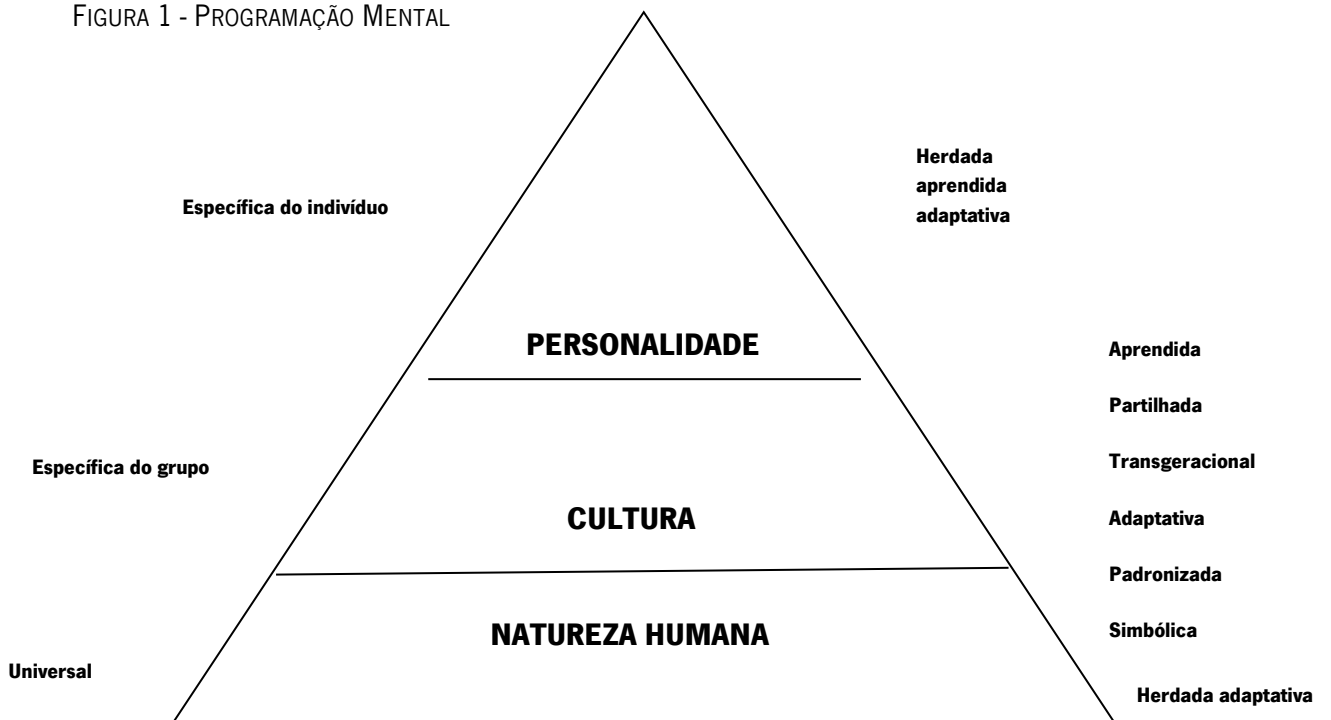 FIGURA 1 - PROGRAMAÇÃO MENTAL
Herdada
aprendida
adaptativa
Específica do indivíduo
PERSONALIDADE
Aprendida
Partilhada
Transgeracional
Específica do grupo
CULTURA
Adaptativa
Padronizada
NATUREZA HUMANA
Simbólica
Universal
Herdada adaptativa